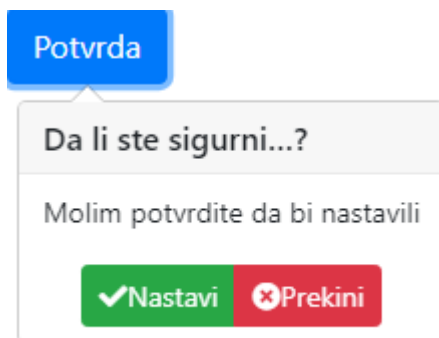 Potvrda
Da li ste sigurni...?
Molim potvrdite da bi nastavili
Nastavi Prekini